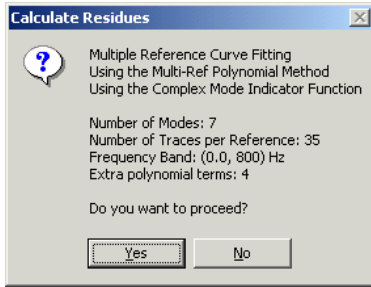 Calculate Residues
Multiple Reference Curve Fitting
Using the Multi-Ref Polynomial Method
Using the Complex Mode Indicator Function
Number of Modes: 7
Number of Traces per Reference: 35
Frequency Band: (0.0, 800) Hz
Extra polynomial terms: 4
Do you want to proceed?
Yes
No